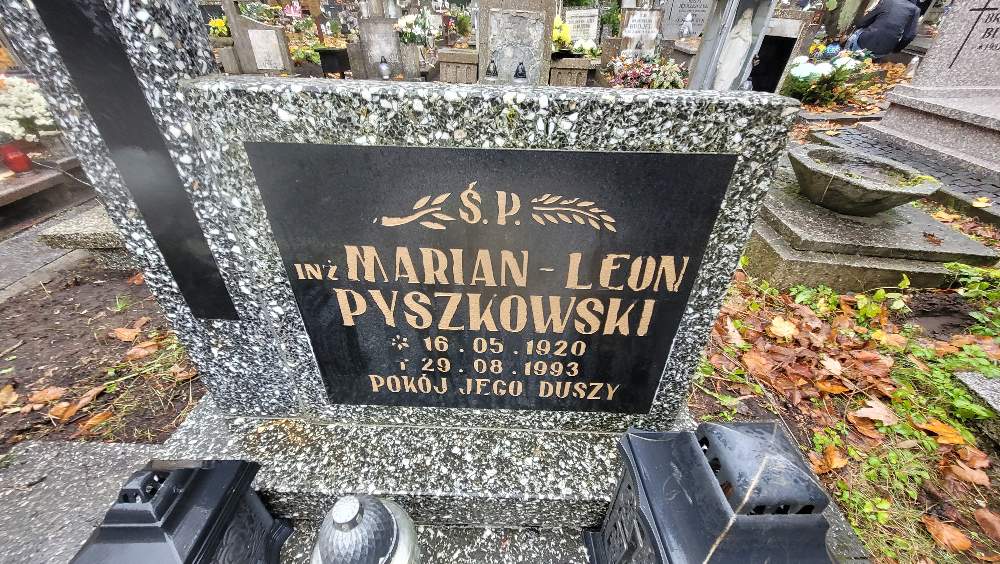 Ś.P.
INŻ MARIAN - LEON
PYSZKOWSKI
* 16.05.1920
† 29.08.1993
POKÓJ JEGO DUSZY